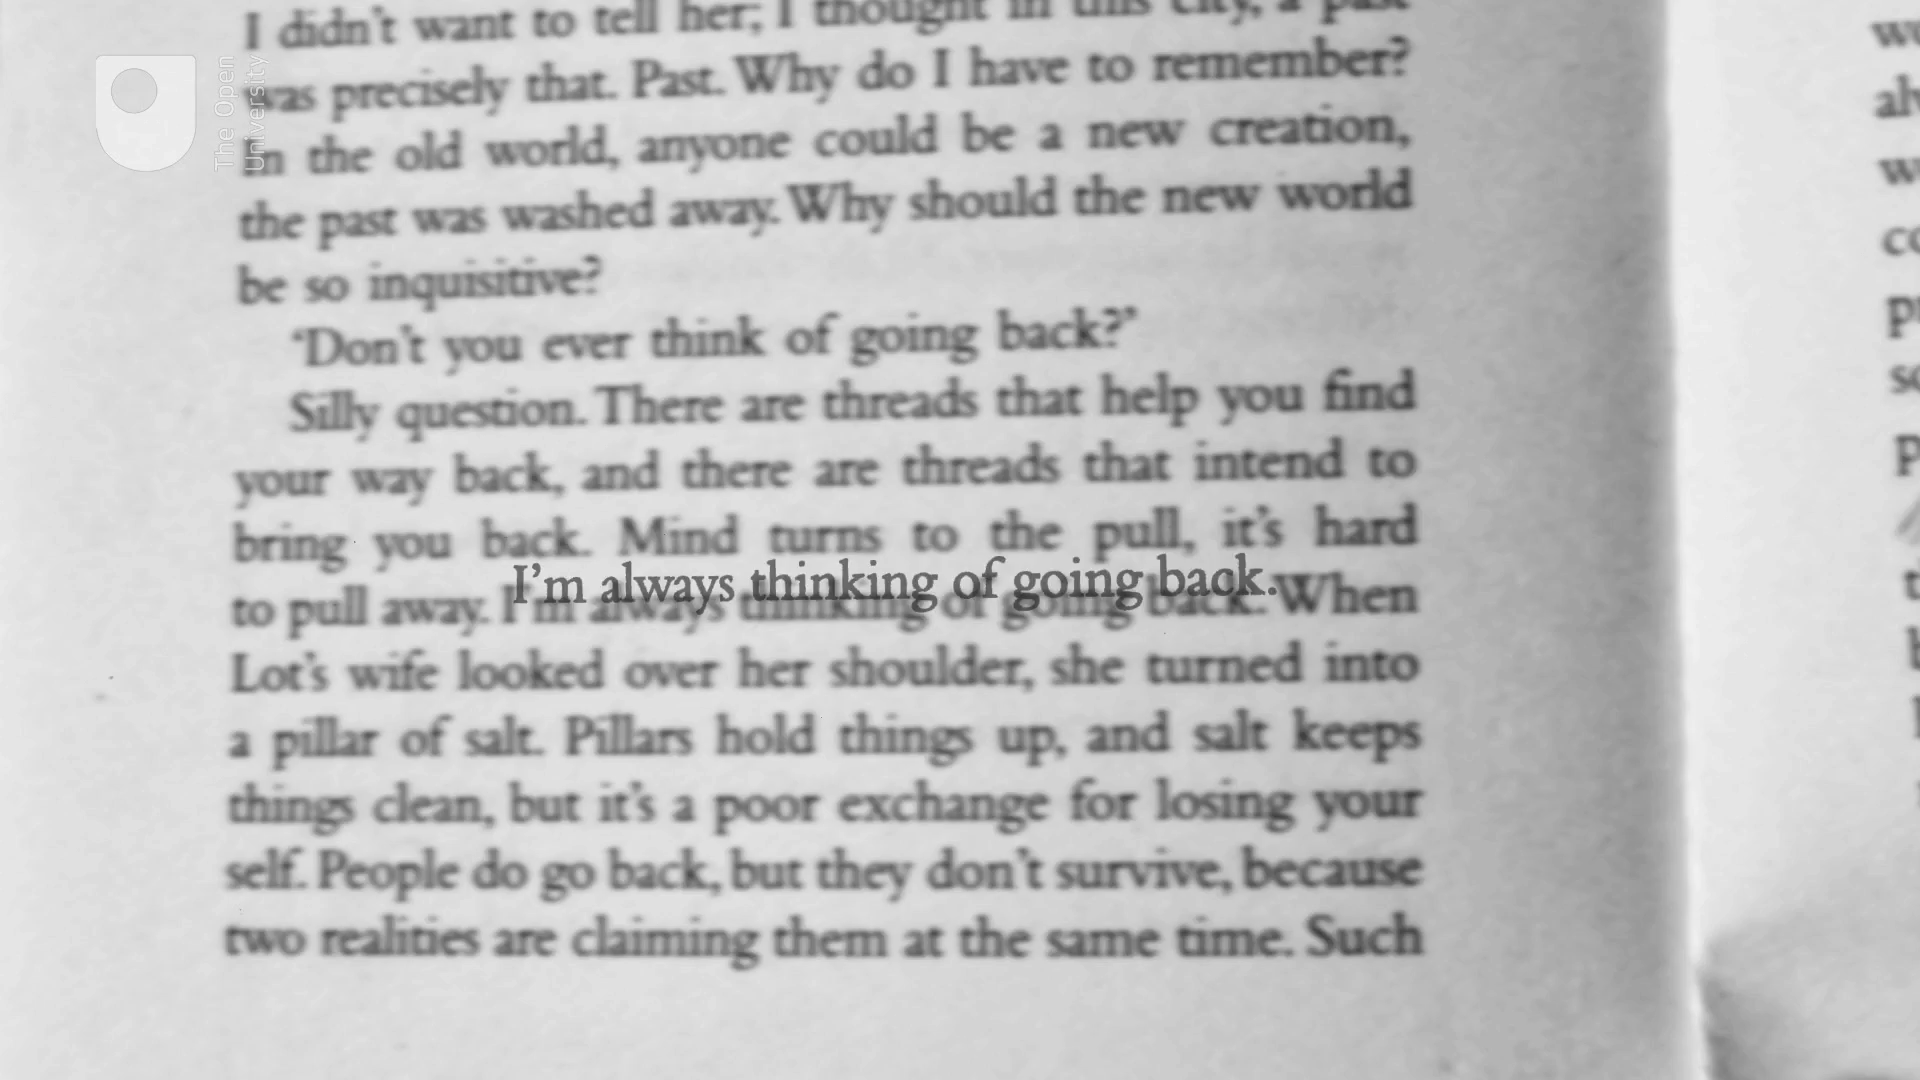 The Open
University
I didn't want to tell her; I thought in this city, a past
was precisely that. Past. Why do I have to remember?
In the old world, anyone could be a new creation,
the past was washed away. Why should the new world
be so inquisitive?
'Don't you ever think of going back?'
Silly question. There are threads that help you find
your way back, and there are threads that intend to
bring you back. Mind turns to the pull, it's hard
to pull away. I'm always thinking of going back. When
I'm always thinking of going back.
Lot's wife looked over her shoulder, she turned into
a pillar of salt. Pillars hold things up, and salt keeps
things clean, but it's a poor exchange for losing your
self. People do go back, but they don't survive, because
two realities are claiming them at the same time. Such